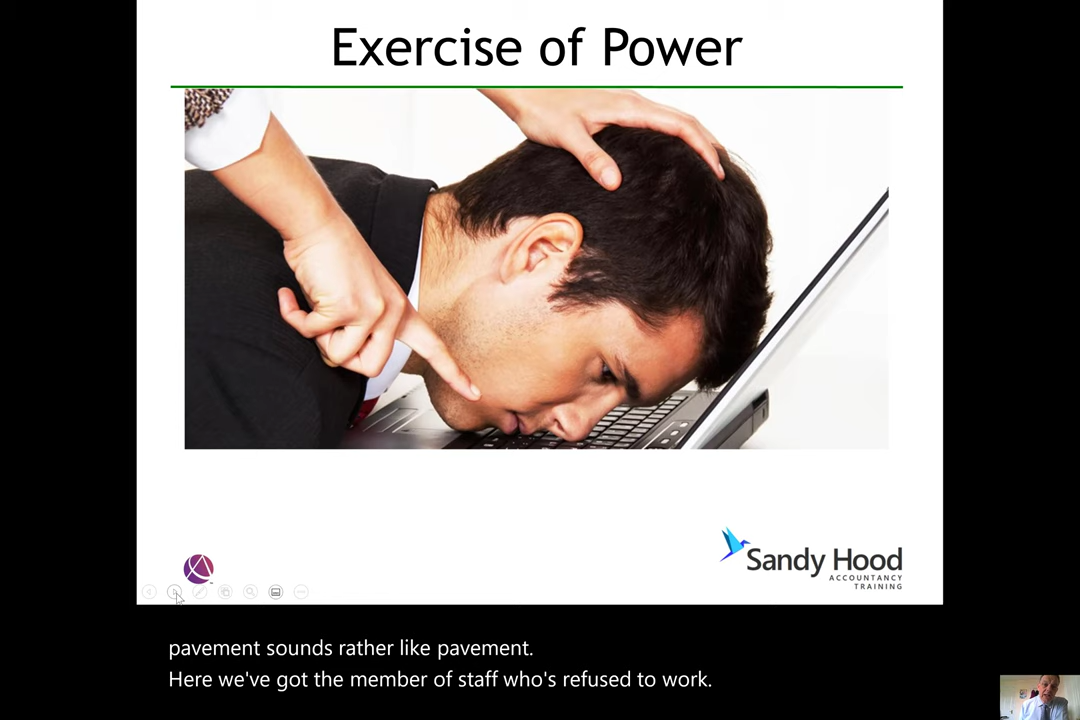 Exercise of Power
Sandy Hood
ACCOUNTANCY
TRAINING
pavement sounds rather like pavement.
Here we've got the member of staff who's refused to work.